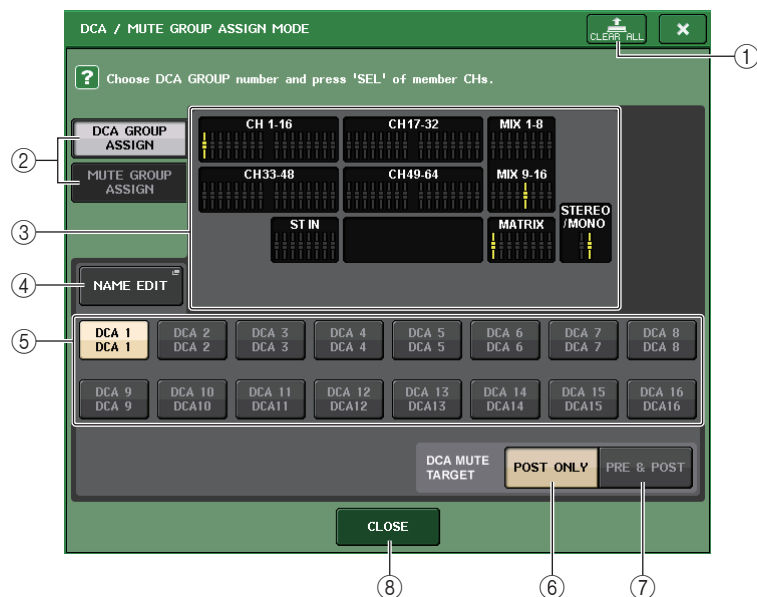 DCA / MUTE GROUP ASSIGN MODE
CLEAR ALL
×
①
? Choose DCA GROUP number and press 'SEL' of member CHs.
②
DCA GROUP
ASSIGN
MUTE GROUP
ASSIGN
③
CH 1-16
CH17-32
MIX 1-8
CH33-48
CH49-64
MIX 9-16
ST IN
MATRIX
STEREO
/MONO
④
NAME EDIT
⑤
DCA 1
DCA 1
DCA 2
DCA 2
DCA 3
DCA 3
DCA 4
DCA 4
DCA 5
DCA 5
DCA 6
DCA 6
DCA 7
DCA 7
DCA 8
DCA 8
DCA 9
DCA 9
DCA 10
DCA10
DCA 11
DCA11
DCA 12
DCA12
DCA 13
DCA13
DCA 14
DCA14
DCA 15
DCA15
DCA 16
DCA16
DCA MUTE
TARGET
POST ONLY
PRE & POST
CLOSE
⑧
⑥
⑦